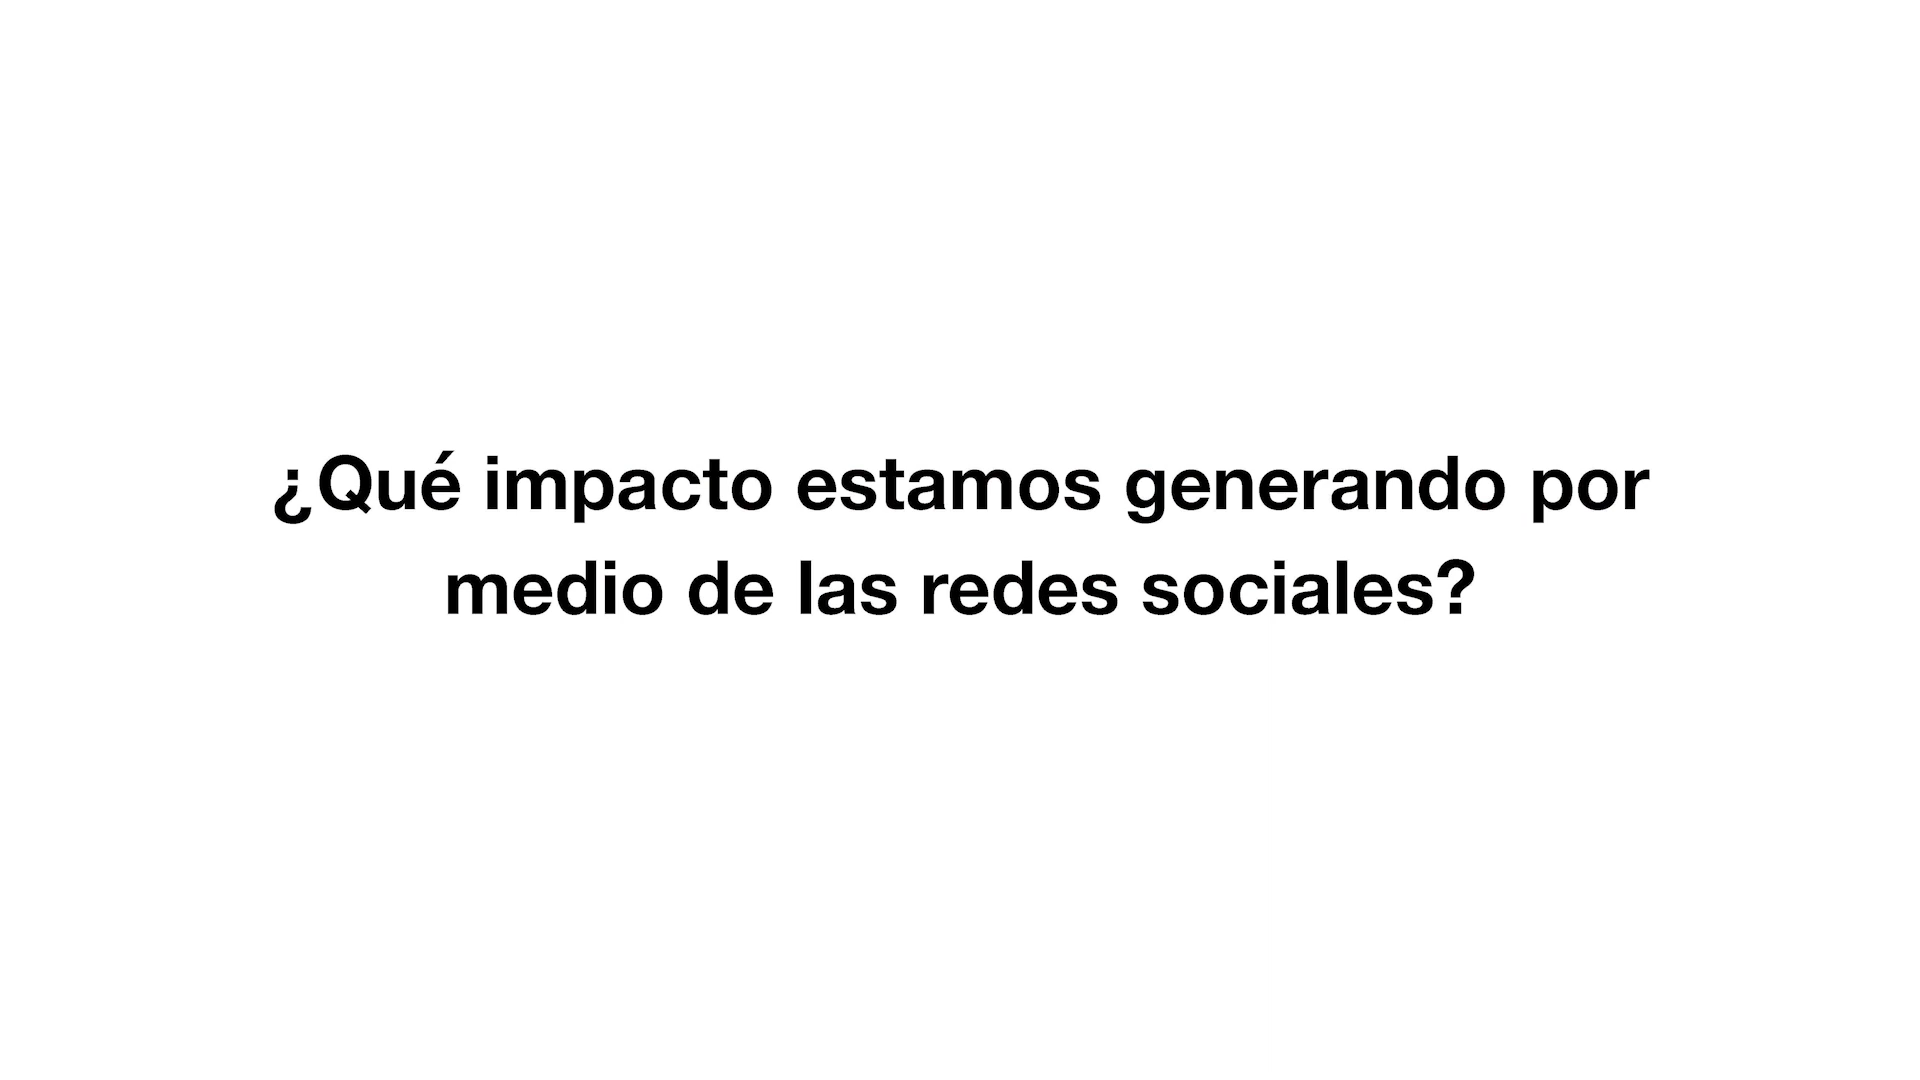 ¿Qué impacto estamos generando por
medio de las redes sociales?